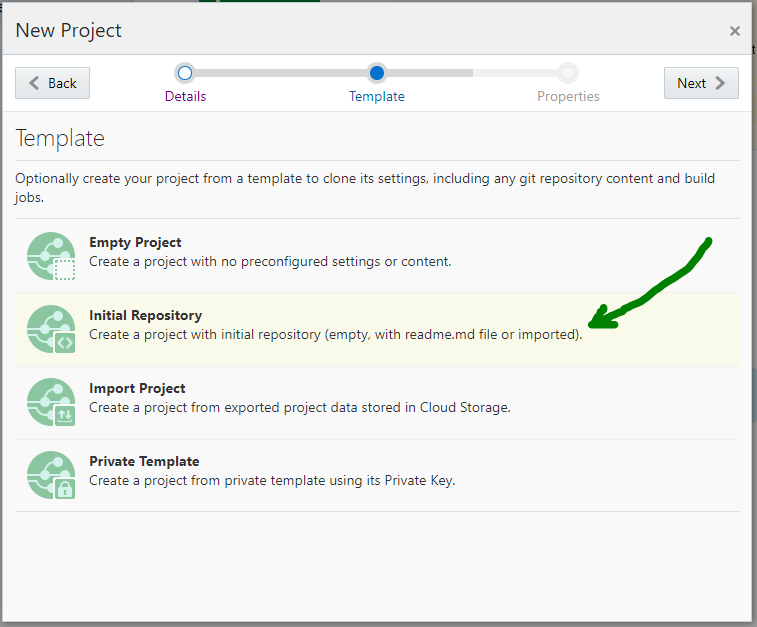 New Project
×
Back
Next
Details
Template
Properties
Template
Optionally create your project from a template to clone its settings, including any git repository content and build
jobs.
Empty Project
Create a project with no preconfigured settings or content.
Initial Repository
Create a project with initial repository (empty, with readme.md file or imported).
Import Project
Create a project from exported project data stored in Cloud Storage.
Private Template
Create a project from private template using its Private Key.